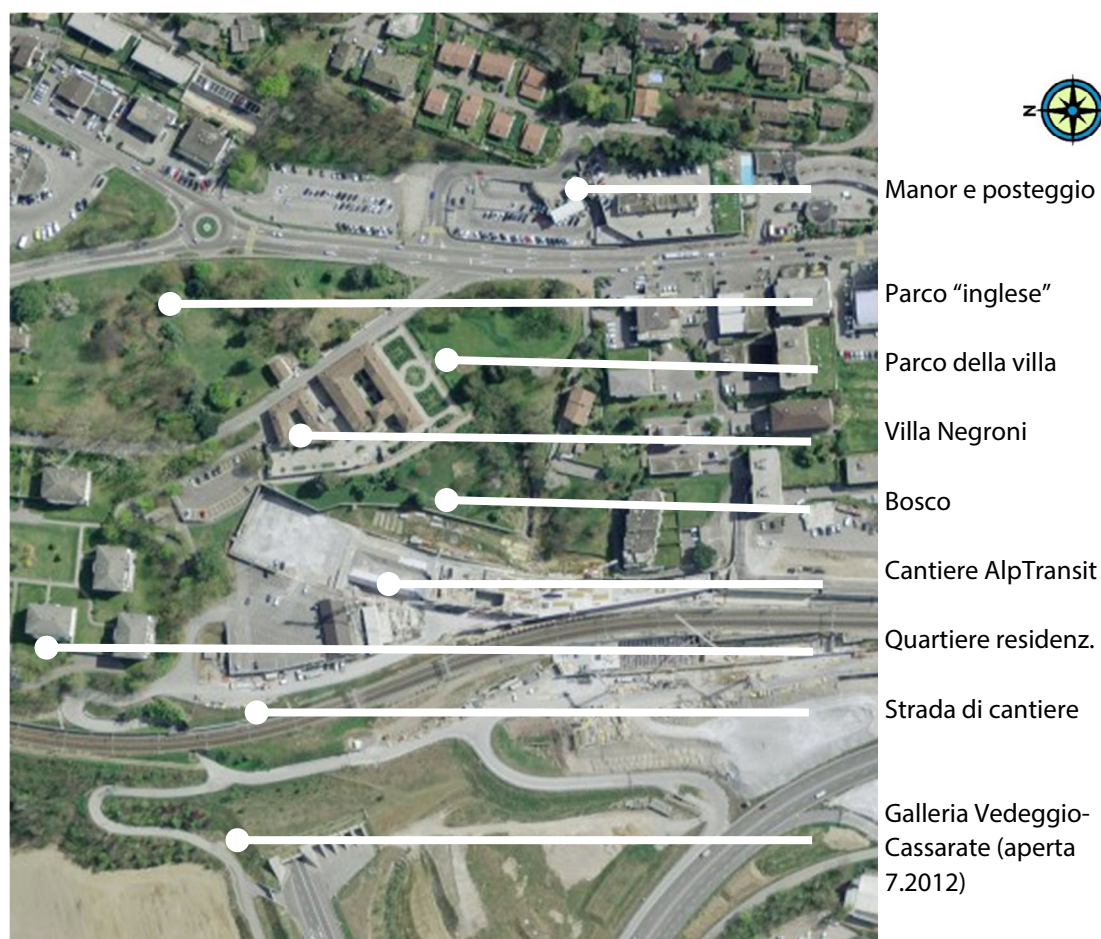 N
Manor e posteggio
Parco “inglese”
Parco della villa
Villa Negroni
Bosco
Cantiere AlpTransit
Quartiere residenz.
Strada di cantiere
Galleria Vedeggio-
Cassarate (aperta
7.2012)